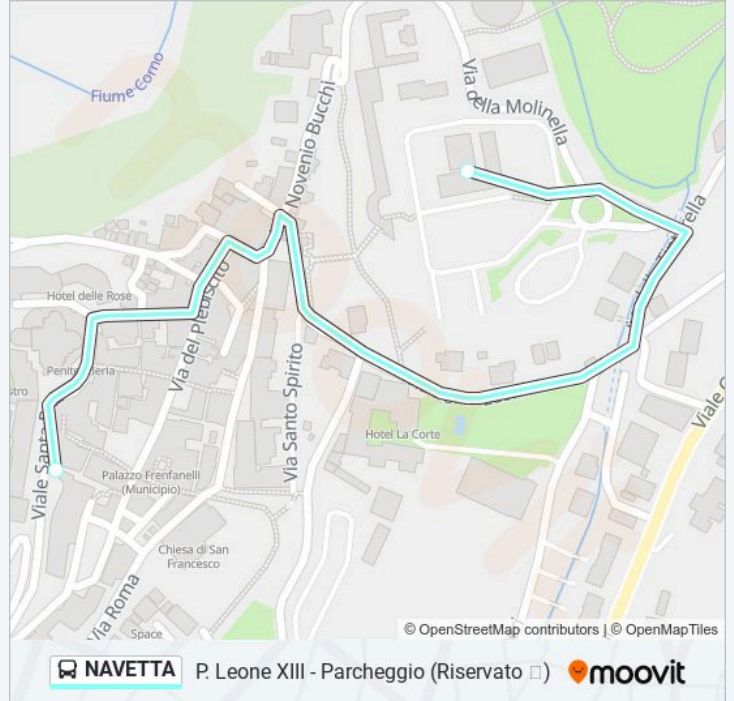 Fiume Corno
Novenio Bucchi
Via della Molinella
Hotel delle Rose
Via del Plebiscito
Via Santo Spirito
Hotel La Corte
Viale Santa
Palazzo Frenfanelli
(Municipio)
Chiesa di San
Francesco
Via Roma
Space
Viale
© OpenStreetMap contributors | © OpenMapTiles
NAVETTA
P. Leone XIII - Parcheggio (Riservato □)
moovit